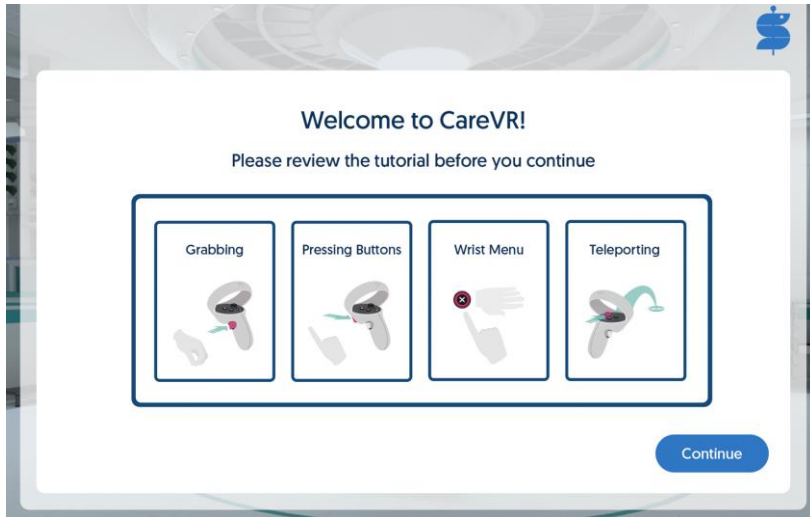 Welcome to CareVR!
Please review the tutorial before you continue
Grabbing
Pressing Buttons
Wrist Menu
Teleporting
Continue